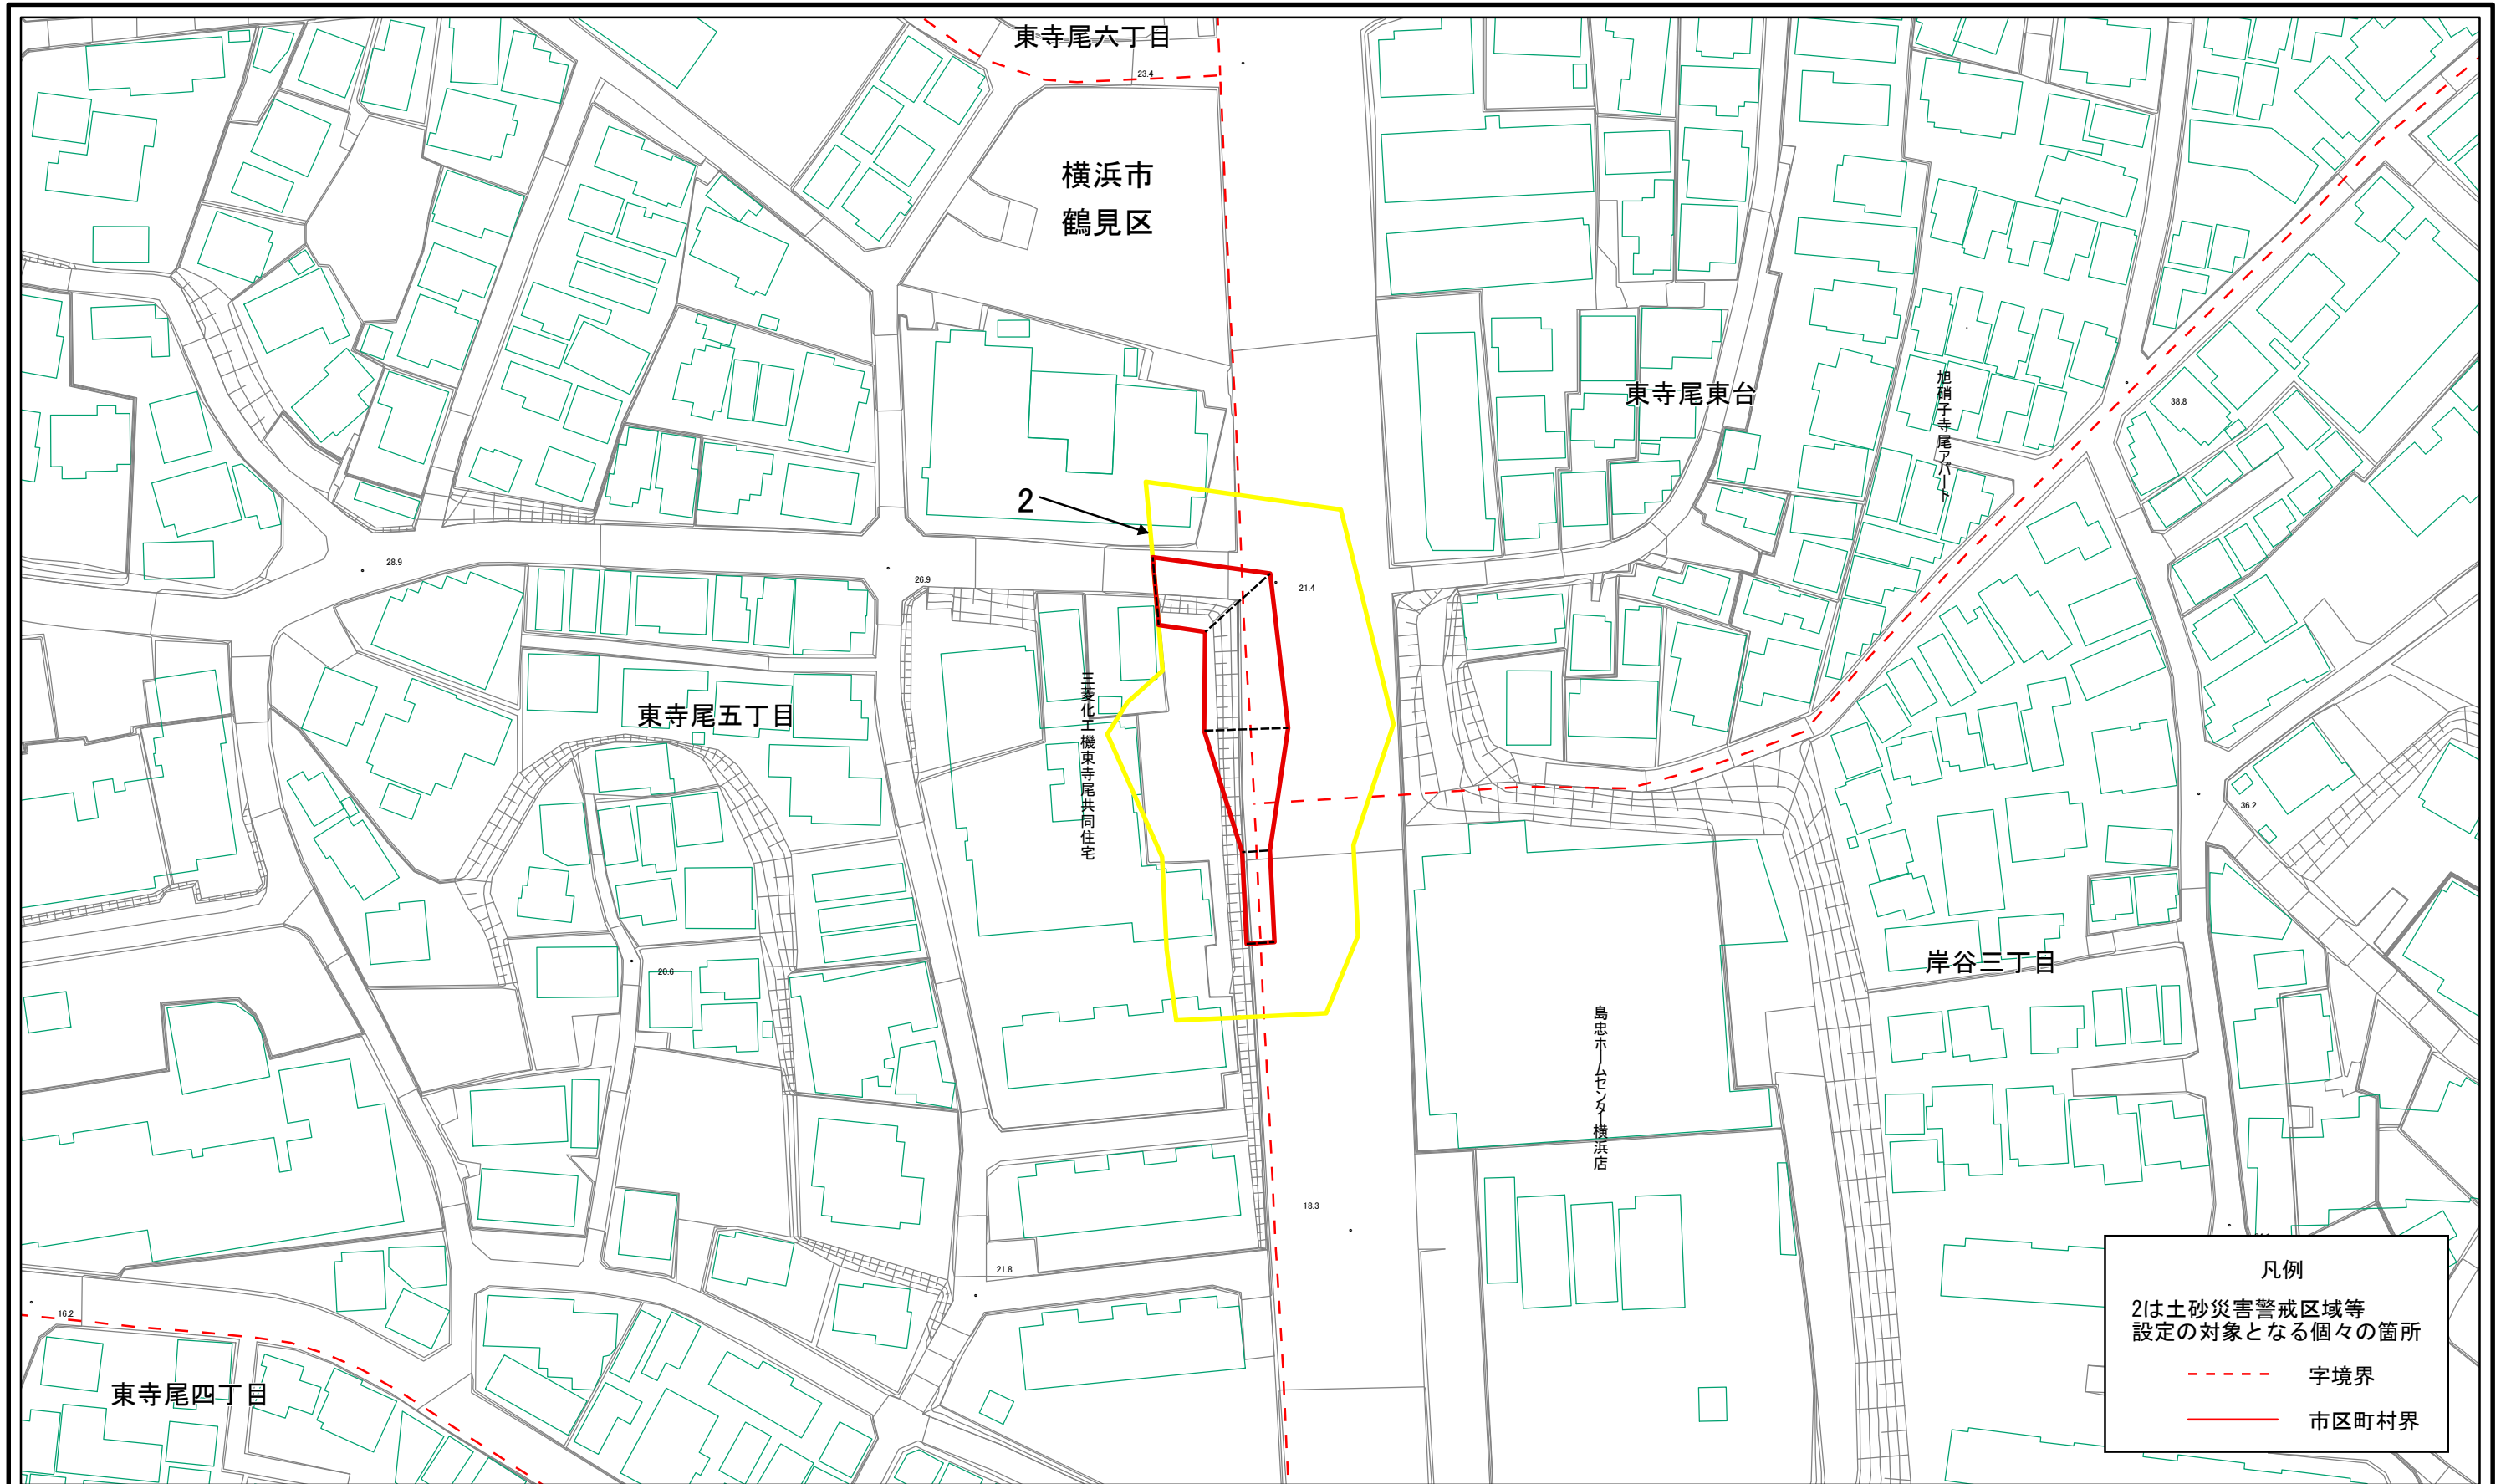 東寺尾六丁目
23.4
横浜市
鶴見区
東寺尾東台
旭硝子寺尾アパート
38.8
2
28.9
26.9
21.4
三菱化工機東寺尾共同住宅
東寺尾五丁目
36.2
20.6
岸谷三丁目
島忠ホームセンター横浜店
18.3
21.8
16.2
東寺尾四丁目
凡例
2は土砂災害警戒区域等
設定の対象となる個々の箇所
字境界
市区町村界